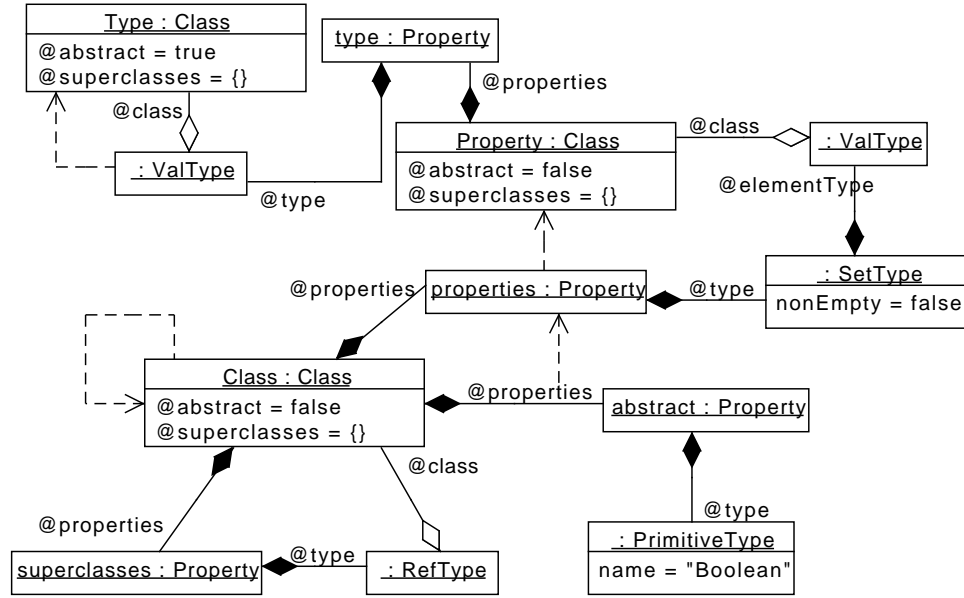 Type : Class
@abstract = true
@superclasses = {}
type : Property
@properties
@class
: ValType
@type
Property : Class
@abstract = false
@superclasses = {}
@class
: ValType
@elementType
@properties
properties : Property
@type
: SetType
nonEmpty = false
Class : Class
@abstract = false
@superclasses = {}
@properties
abstract : Property
@class
@properties
@type
superclasses : Property
@type
: RefType
: PrimitiveType
name = "Boolean"